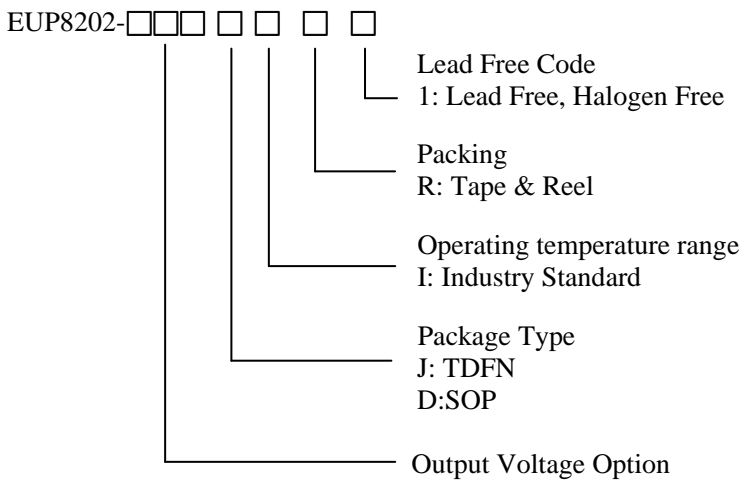 EUP8202-□□□ □ □ □ □
Lead Free Code
1: Lead Free, Halogen Free
Packing
R: Tape & Reel
Operating temperature range
I: Industry Standard
Package Type
J: TDFN
D:SOP
Output Voltage Option